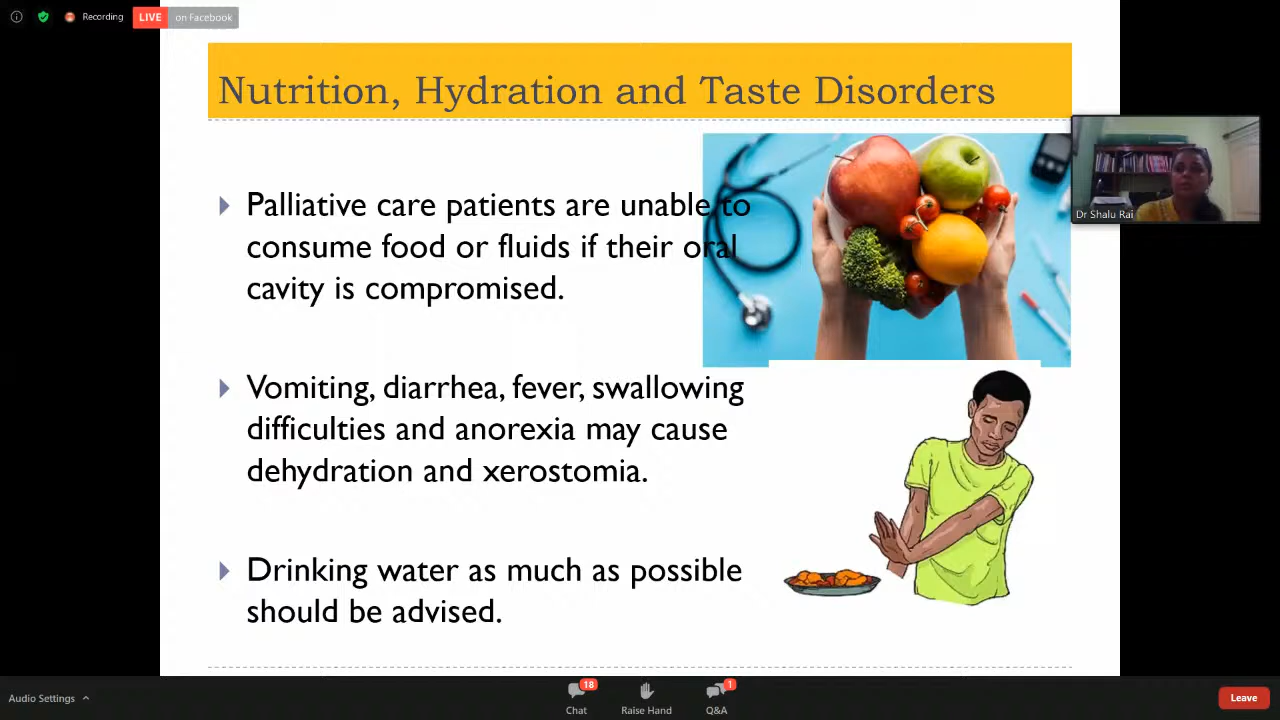 Recording
LIVE on Facebook
Nutrition, Hydration and Taste Disorders
Palliative care patients are unable to
consume food or fluids if their oral
cavity is compromised.
Dr Shalu Rai
Vomiting, diarrhea, fever, swallowing
difficulties and anorexia may cause
dehydration and xerostomia.
Drinking water as much as possible
should be advised.
Audio Settings
18
Chat
Raise Hand
1
Q&A
Leave